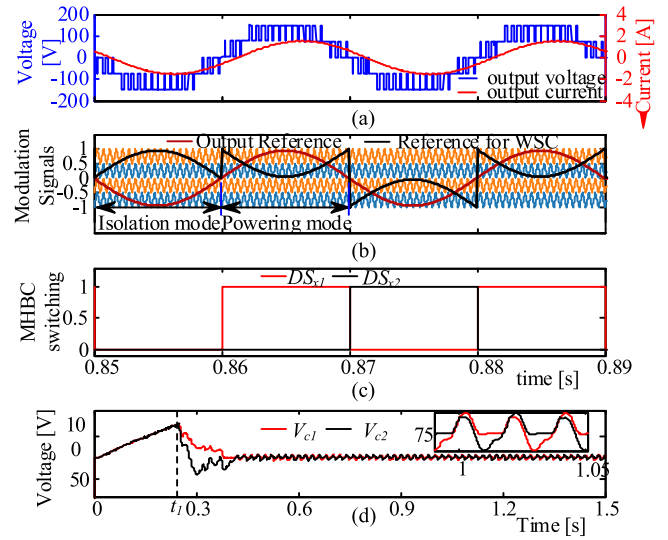 Voltage [V]
200
100
0
-100
200
4
2
0
-2
-4
Current [A]
output voltage
output current
(a)
Modulation Signals
1
0.5
-0.5
-1
Output Reference
Reference for WSC
Isolation mode
Powering mode
(b)
MHBC switching
1
0.5
0
DSx1
DSx2
0.85 0.86 0.87 0.88 0.89
time [s]
(c)
Voltage [V]
10
0
50
Vc1
Vc2
75
1 1.05
0 t1 0.3 0.6 0.9 1.2 1.5
(d)
Time [s]